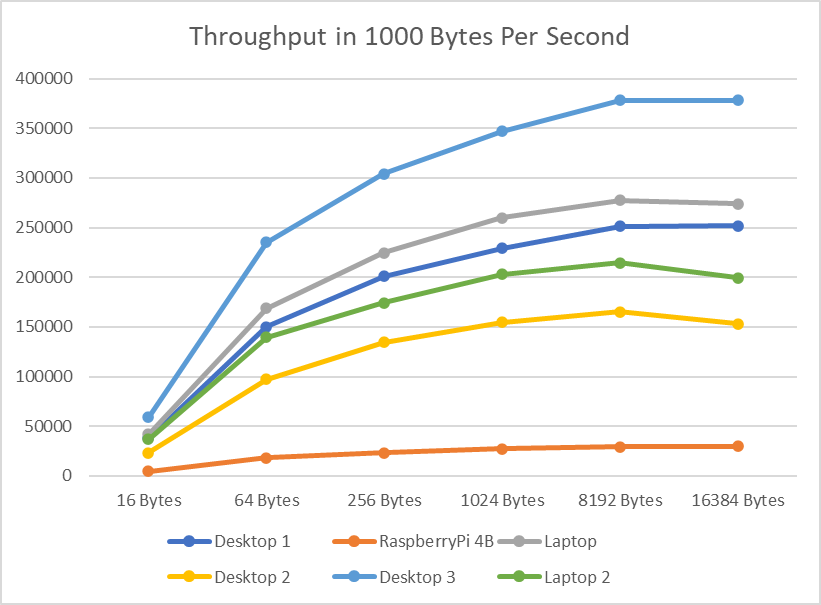 Throughput in 1000 Bytes Per Second
400000
350000
300000
250000
200000
150000
100000
50000
0
16 Bytes 64 Bytes 256 Bytes 1024 Bytes 8192 Bytes 16384 Bytes
Desktop 1 RaspberryPi 4B Laptop
Desktop 2 Desktop 3 Laptop 2